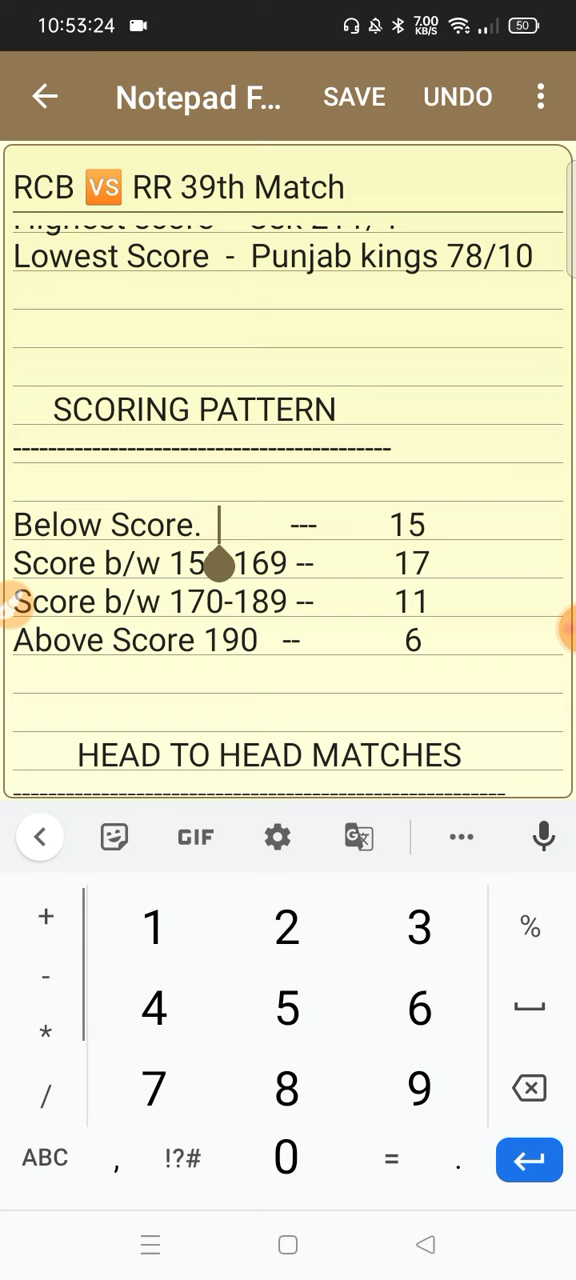 10:53:24 7.00 KB/S 50
Notepad F... SAVE UNDO
RCB VS RR 39th Match
Lowest Score - Punjab kings 78/10
SCORING PATTERN
-------------------------------------------
Below Score. --- 15
Score b/w 15 169 -- 17
Score b/w 170-189 -- 11
Above Score 190 -- 6
HEAD TO HEAD MATCHES
--------------------------------------------------------
GIF
+ 1 2 3 %
- 4 5 6
* 7 8 9
/ ABC , !?# 0 = .